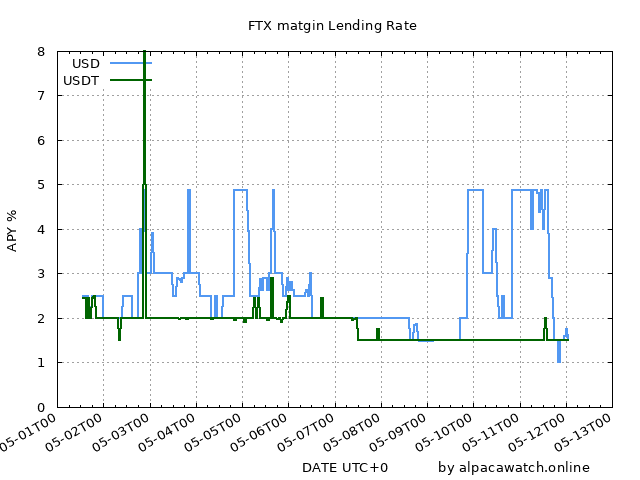 FTX matgin Lending Rate
USD
USDT
8
7
6
5
4
3
2
1
0
APY %
05-01T00
05-02T00
05-03T00
05-04T00
05-05T00
05-06T00
05-07T00
05-08T00
05-09T00
05-10T00
05-11T00
05-12T00
05-13T00
DATE UTC+0
by alpacawatch.online